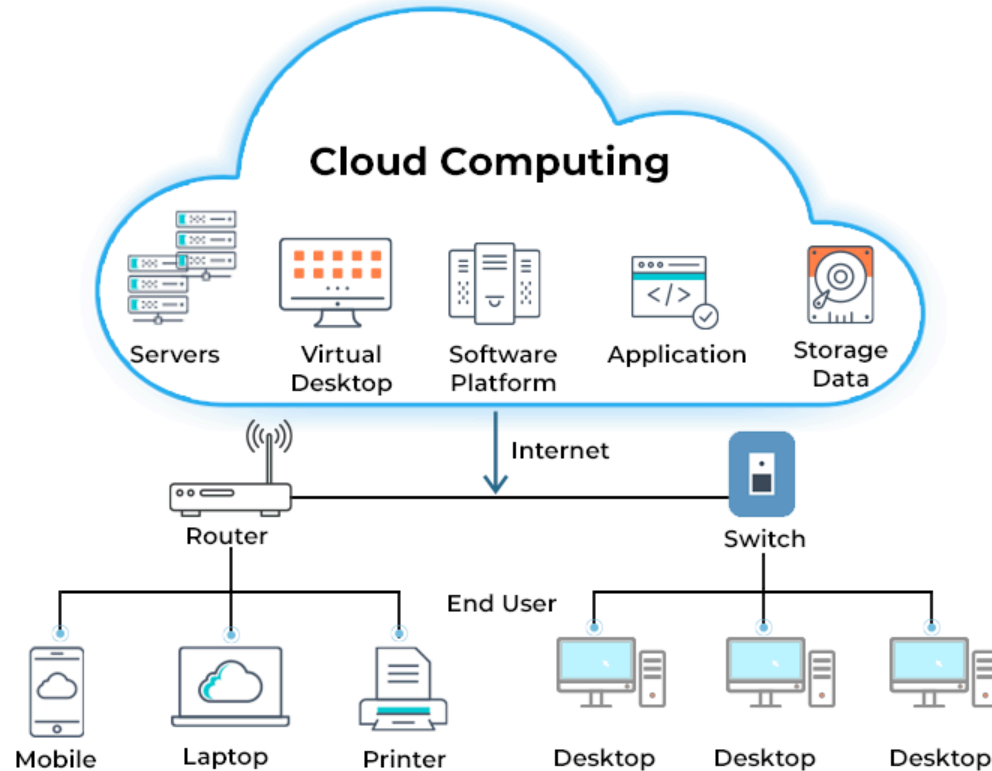 Cloud Computing
Servers
Virtual
Desktop
Software
Platform
Application
Storage
Data
Internet
Router
Switch
End User
Mobile
Laptop
Printer
Desktop
Desktop
Desktop